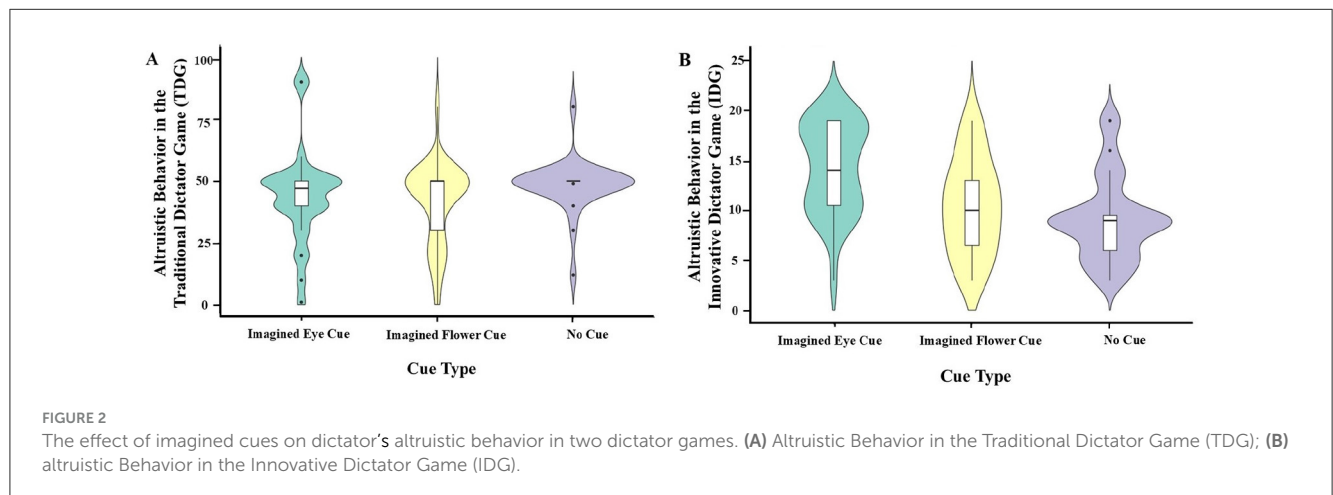 A
Altruistic Behavior in the
Traditional Dictator Game (TDG)
100
75
50
25
0
Imagined Eye Cue Imagined Flower Cue No Cue
Cue Type
B
Altruistic Behavior in the
Innovative Dictator Game (IDG)
25
20
15
10
5
0
Imagined Eye Cue Imagined Flower Cue No Cue
Cue Type
FIGURE 2
The effect of imagined cues on dictator's altruistic behavior in two dictator games. (A) Altruistic Behavior in the Traditional Dictator Game (TDG); (B)
altruistic Behavior in the Innovative Dictator Game (IDG).